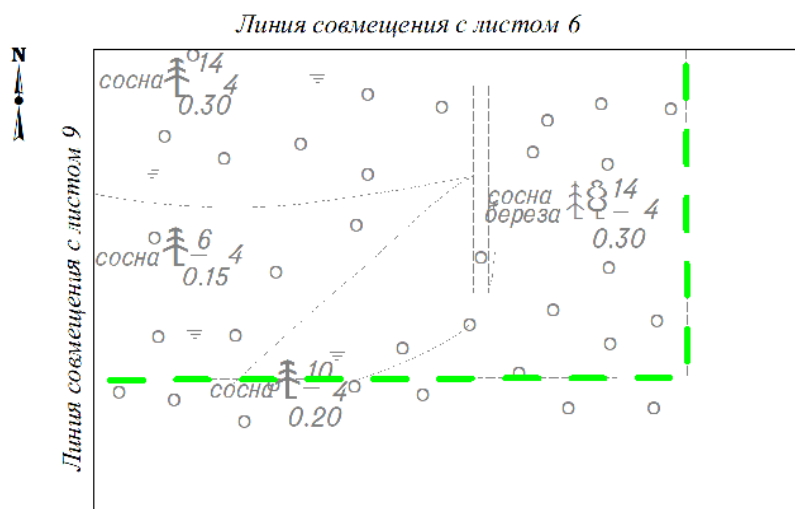 Линия совмещения с листом 6
N
Линия совмещения с листом 9
сосна 14 4
0.30
сосна 14
береза 4
0.30
сосна 6 4
0.15
сосна 10 4
0.20